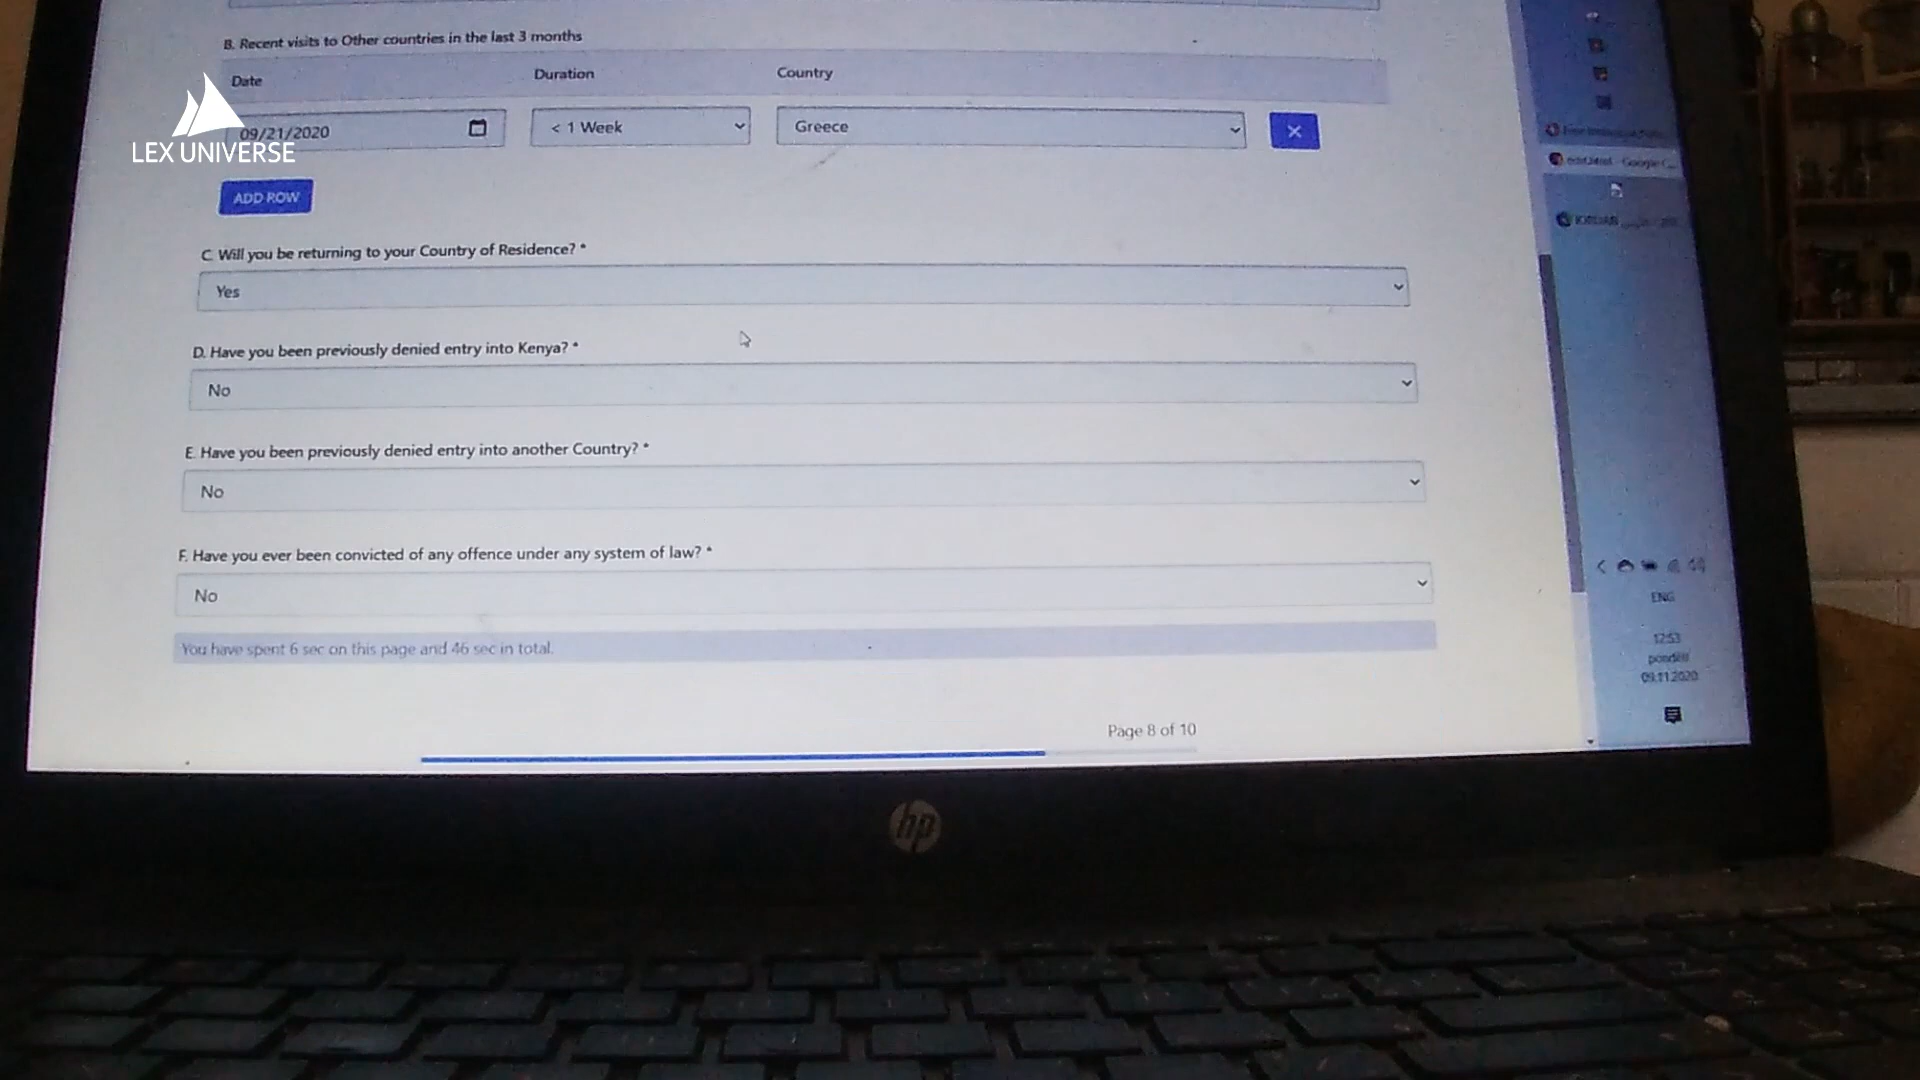 B. Recent visits to Other countries in the last 3 months
Date Duration Country
09/21/2020 < 1 Week Greece
LEX UNIVERSE
ADD ROW
C. Will you be returning to your Country of Residence? *
Yes
D. Have you been previously denied entry into Kenya? *
No
E. Have you been previously denied entry into another Country? *
No
F. Have you ever been convicted of any offence under any system of law? *
No
You have spent 6 sec on this page and 46 sec in total.
Page 8 of 10
ENG
12:53
pondělí
09.11.2020
hp